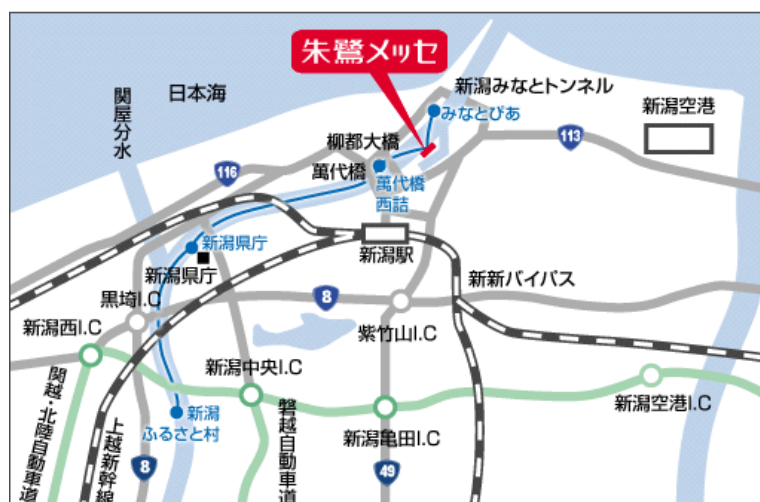 朱鷺メッセ
日本海
関屋分水
新潟みなとトンネル
みなとぴあ
新潟空港
柳都大橋
113
萬代橋
116
萬代橋
西詰
新潟県庁
新潟駅
新潟県庁
新新バイパス
黒埼I.C
8
紫竹山I.C
新潟西I.C
新潟中央I.C
新潟空港I.C
関越・北陸自動車道
上越新幹線
新潟
ふるさと村
磐越自動車道
新潟亀田I.C
8
49